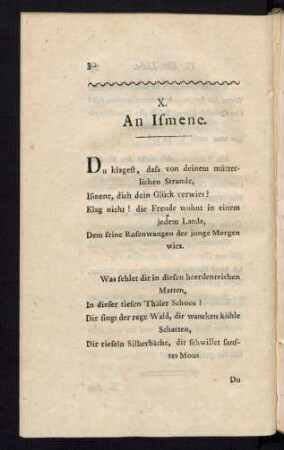 30
X.
An Iſmene.
Du klageſt, daſs von deinem mütter-
lichen Strande,
Iſmene, dich dein Glück verwies!
Klag nicht! die Freude wohnt in einem
jedem Lande,
Dem ſeine Roſenwangen der junge Morgen
wies.
Was fehlet dir in dieſen heerdenreichen
Matten,
In dieſer tiefen Thäler Schoos!
Dir ſingt der rege Wald, dir wancken kühle
Schatten,
Dir rieſeln Silberbäche, dir ſchwillet ſanf-
tes Moos.
Du